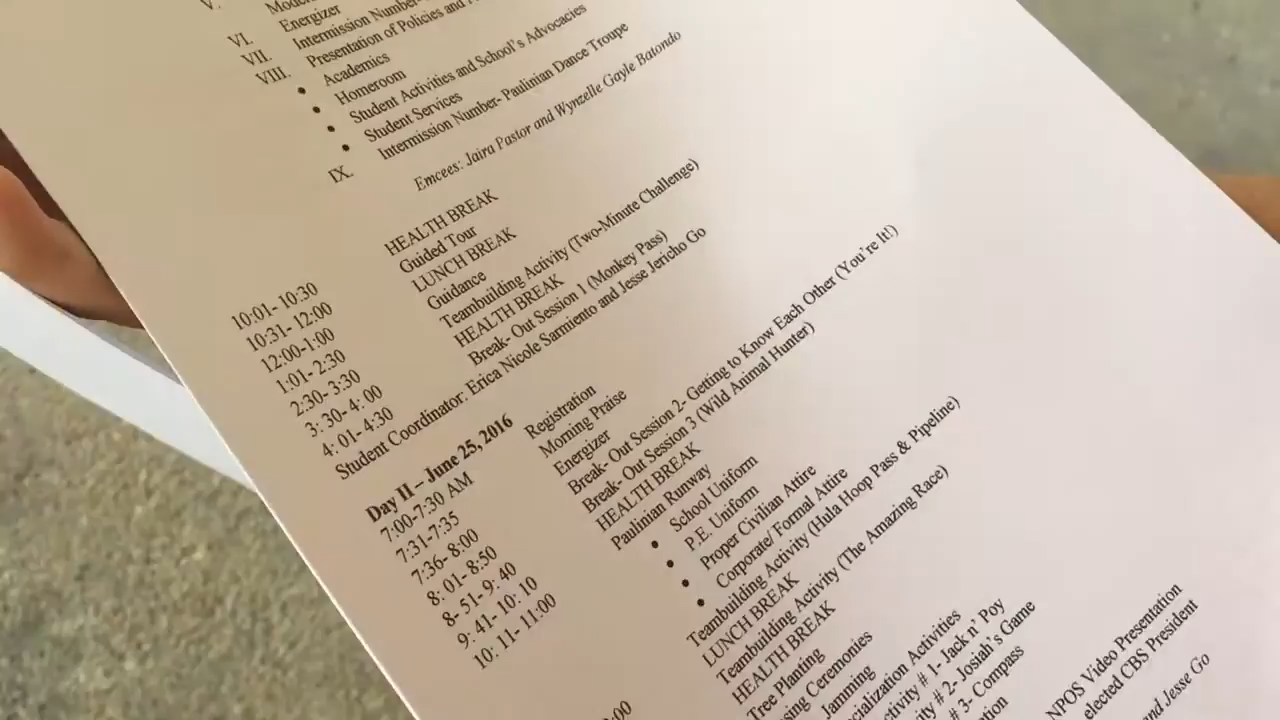 V.
VI. Energizer
VII. Intermission Number-
VIII. Presentation of Policies and
• Academics
• Homeroom
• Student Activities and School's Advocacies
• Student Services
IX. Intermission Number- Paulinian Dance Troupe
Emcees: Jaira Pastor and Wynzelle Gayle Batondo
10:01- 10:30 HEALTH BREAK
10:31- 12:00 Guided Tour
12:00-1:00 LUNCH BREAK
1:01- 2:30 Guidance
2:30- 3:30 Teambuilding Activity (Two-Minute Challenge)
3: 30- 4: 00 HEALTH BREAK
4: 01- 4:30 Break- Out Session 1 (Monkey Pass)
Student Coordinator: Erica Nicole Sarmiento and Jesse Jericho Go
Day II – June 25, 2016
7:00-7:30 AM Registration
7:31-7:35 Morning Praise
7:36- 8:00 Energizer
8: 01- 8:50 Break- Out Session 2- Getting to Know Each Other (You're It!)
8- 51- 9: 40 Break- Out Session 3 (Wild Animal Hunter)
9: 41- 10: 10 HEALTH BREAK
10: 11- 11:00 Paulinian Runway
• School Uniform
• P.E. Uniform
• Proper Civilian Attire
• Corporate/ Formal Attire
Teambuilding Activity (Hula Hoop Pass & Pipeline)
LUNCH BREAK
Teambuilding Activity (The Amazing Race)
HEALTH BREAK
Tree Planting
Ceremonies
Jamming
Activities
# 1- Jack n' Poy
# 2- Josiah's Game
# 3- Compass
NPOS Video Presentation
elected CBS President
and Jesse Go